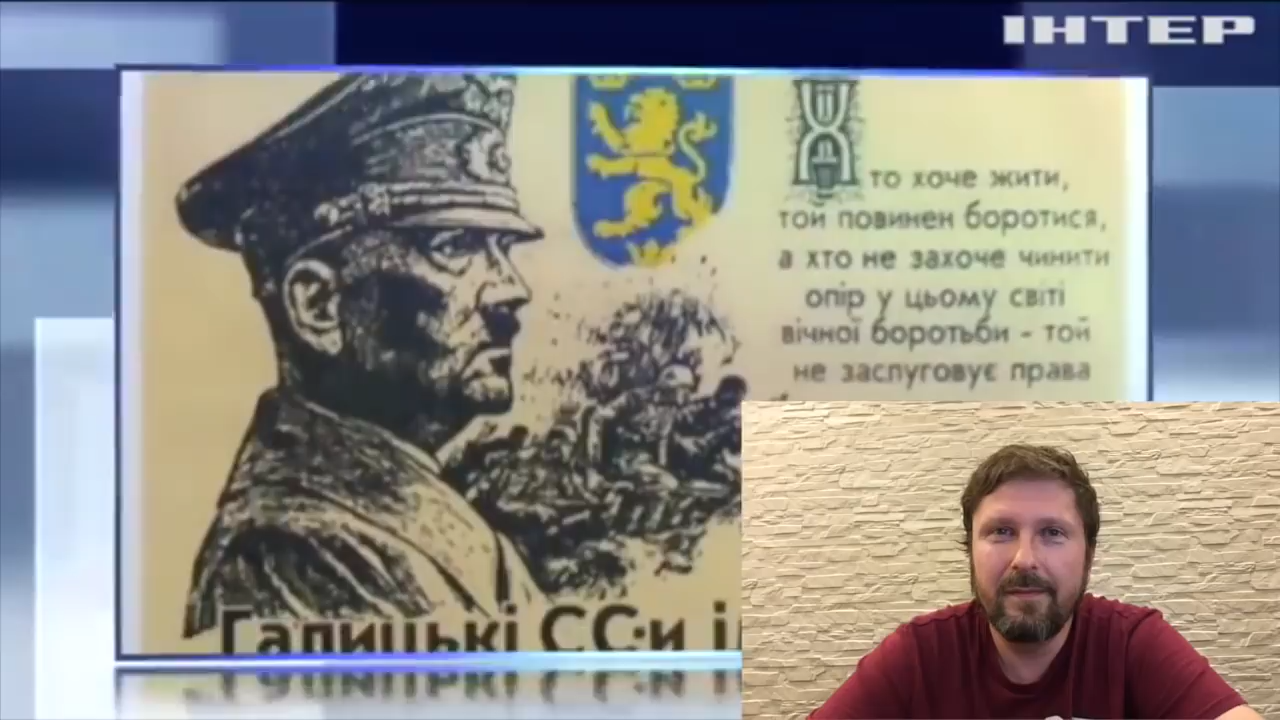 ІНТЕР
Хто хоче жити,
той повинен боротися,
а хто не захоче чинити
опір у цьому світі
вічної боротьби - той
не заслуговує права
Галицькі СС-и